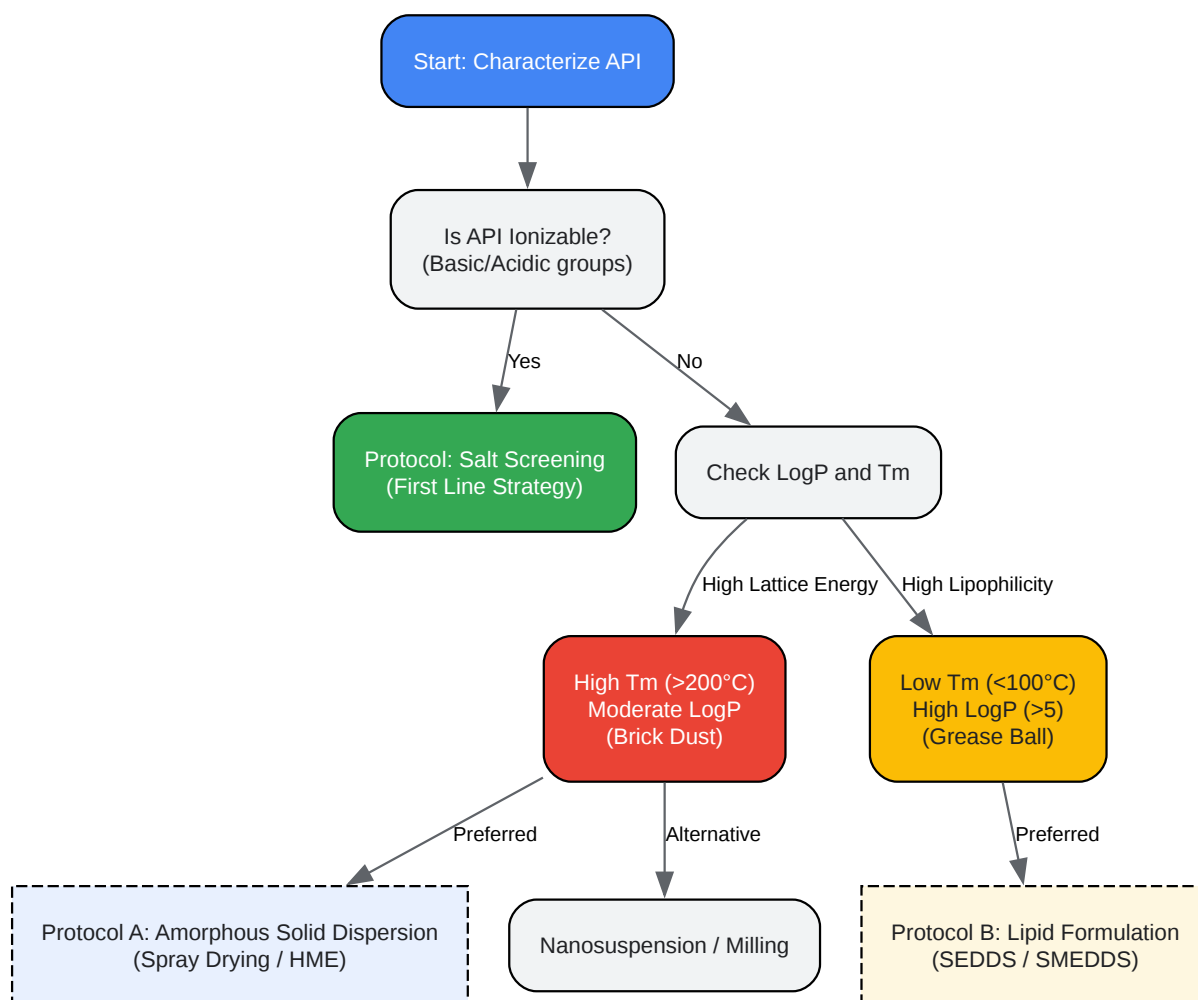 Start: Characterize API
Is API Ionizable?
(Basic/Acidic groups)
Yes
No
Protocol: Salt Screening
(First Line Strategy)
Check LogP and Tm
High Lattice Energy
High Lipophilicity
High Tm (>200°C)
Moderate LogP
(Brick Dust)
Low Tm (<100°C)
High LogP (>5)
(Grease Ball)
Preferred
Alternative
Preferred
Protocol A: Amorphous Solid Dispersion
(Spray Drying / HME)
Nanosuspension / Milling
Protocol B: Lipid Formulation
(SEDDS / SMEDDS)